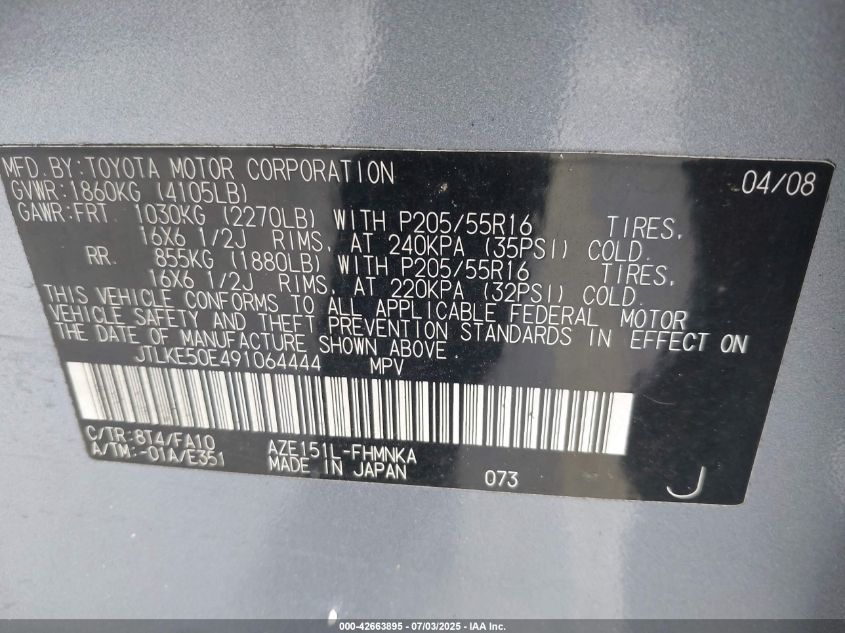 MFD.BY:TOYOTA MOTOR CORPORATION 04/08
GVWR:1860KG (4105LB)
GAWR:FRT 1030KG (2270LB) WITH P205/55R16 TIRES,
16X6 1/2J RIMS, AT 240KPA (35PSI) COLD.
RR. 855KG (1880LB) WITH P205/55R16 TIRES,
16X6 1/2J RIMS, AT 220KPA (32PSI) COLD.
THIS VEHICLE CONFORMS TO ALL APPLICABLE FEDERAL MOTOR
VEHICLE SAFETY AND THEFT PREVENTION STANDARDS IN EFFECT ON
THE DATE OF MANUFACTURE SHOWN ABOVE.
JTLKE50E491064444 MPV
C/TR:8T4/FA10 AZE151L-FHMNKA
A/TM:-01A/E351 MADE IN JAPAN 073 J
000-42663895 - 07/03/2025 - IAA Inc.